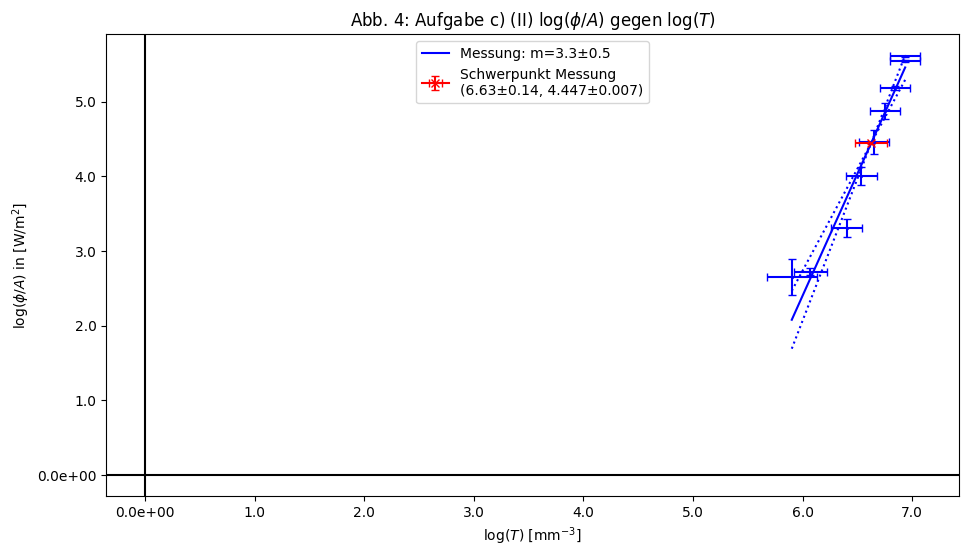 Abb. 4: Aufgabe c) (II) log(ϕ/A) gegen log(T)
Messung: m=3.3±0.5
Schwerpunkt Messung
(6.63±0.14, 4.447±0.007)
log(ϕ/A) in [W/m²]
5.0
4.0
3.0
2.0
1.0
0.0e+00
0.0e+00 1.0 2.0 3.0 4.0 5.0 6.0 7.0
log(T) [mm⁻³]